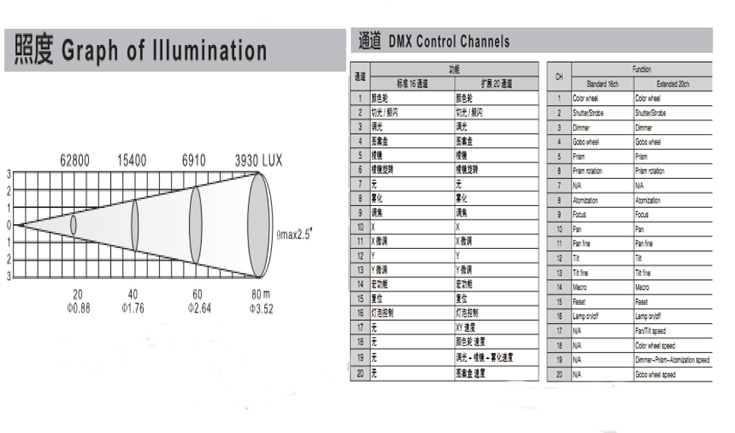 照度 Graph of Illumination
62800 15400 6910 3930 LUX
3
2
1
0
1
2
3
θmax2.5°
20 40 60 80 m
Φ0.88 Φ1.76 Φ2.64 Φ3.52
通道 DMX Control Channels
通道 功能
标准 16 通道 扩展 20 通道
1 颜色轮 颜色轮
2 切光 / 频闪 切光 / 频闪
3 调光 调光
4 图案盘 图案盘
5 棱镜 棱镜
6 棱镜旋转 棱镜旋转
7 无 无
8 雾化 雾化
9 调焦 调焦
10 X X
11 X 微调 X 微调
12 Y Y
13 Y 微调 Y 微调
14 宏功能 宏功能
15 复位 复位
16 灯泡控制 灯泡控制
17 无 XY 速度
18 无 颜色轮 速度
19 无 调光 – 棱镜 – 雾化速度
20 无 图案盘 速度
CH Function
Standard 16ch Extended 20ch
1 Color wheel Color wheel
2 Shutter/Strobe Shutter/Strobe
3 Dimmer Dimmer
4 Gobo wheel Gobo wheel
5 Prism Prism
6 Prism rotation Prism rotation
7 N/A N/A
8 Atomization Atomization
9 Focus Focus
10 Pan Pan
11 Pan fine Pan fine
12 Tilt Tilt
13 Tilt fine Tilt fine
14 Macro Macro
15 Reset Reset
16 Lamp on/off Lamp on/off
17 N/A Pan/Tilt speed
18 N/A Color wheel speed
19 N/A Dimmer–Prism–Atomization speed
20 N/A Gobo wheel speed